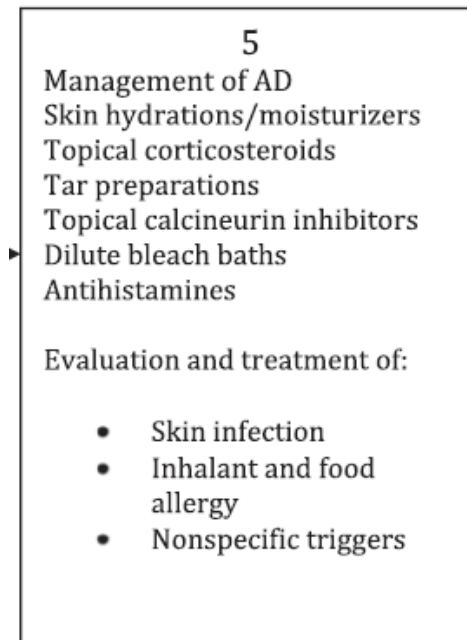 5
Management of AD
Skin hydrations/moisturizers
Topical corticosteroids
Tar preparations
Topical calcineurin inhibitors
Dilute bleach baths
Antihistamines
Evaluation and treatment of:
• Skin infection
• Inhalant and food
allergy
• Nonspecific triggers